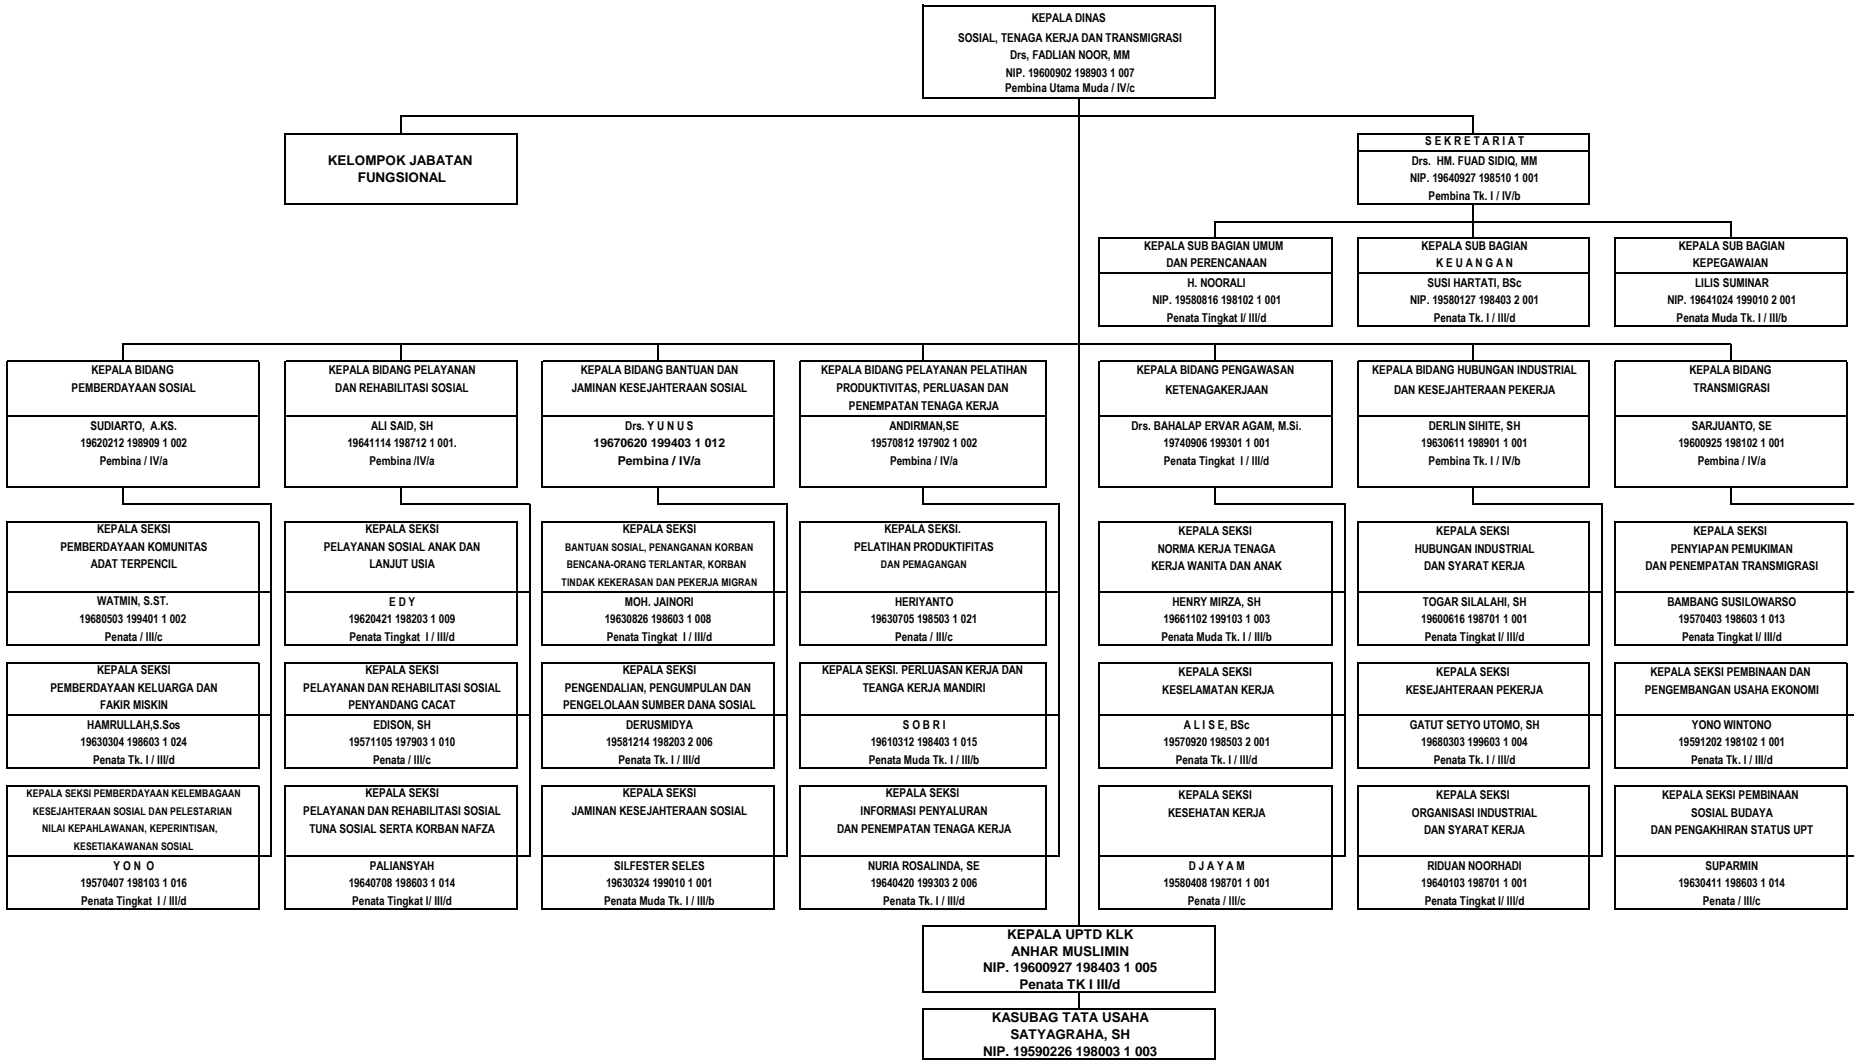 KEPALA DINAS
SOSIAL, TENAGA KERJA DAN TRANSMIGRASI
Drs, FADLIAN NOOR, MM
NIP. 19600902 198903 1 007
Pembina Utama Muda / IV/c
KELOMPOK JABATAN
FUNGSIONAL
S E K R E T A R I A T
Drs. HM. FUAD SIDIQ, MM
NIP. 19640927 198510 1 001
Pembina Tk. I / IV/b
KEPALA SUB BAGIAN UMUM
DAN PERENCANAAN
H. NOORALI
NIP. 19580816 198102 1 001
Penata Tingkat I/ III/d
KEPALA SUB BAGIAN
K E U A N G A N
SUSI HARTATI, BSc
NIP. 19580127 198403 2 001
Penata Tk. I / III/d
KEPALA SUB BAGIAN
KEPEGAWAIAN
LILIS SUMINAR
NIP. 19641024 199010 2 001
Penata Muda Tk. I / III/b
KEPALA BIDANG
PEMBERDAYAAN SOSIAL
SUDIARTO, A.KS.
19620212 198909 1 002
Pembina / IV/a
KEPALA BIDANG PELAYANAN
DAN REHABILITAS SOSIAL
ALI SAID, SH
19641114 198712 1 001.
Pembina /IV/a
KEPALA BIDANG BANTUAN DAN
JAMINAN KESEJAHTERAAN SOSIAL
Drs. Y U N U S
19670620 199403 1 012
Pembina / IV/a
KEPALA BIDANG PELAYANAN PELATIHAN
PRODUKTIVITAS, PERLUASAN DAN
PENEMPATAN TENAGA KERJA
ANDIRMAN,SE
19570812 197902 1 002
Pembina / IV/a
KEPALA BIDANG PENGAWASAN
KETENAGAKERJAAN
Drs. BAHALAP ERVAR AGAM, M.Si.
19740906 199301 1 001
Penata Tingkat I / III/d
KEPALA BIDANG HUBUNGAN INDUSTRIAL
DAN KESEJAHTERAAN PEKERJA
DERLIN SIHITE, SH
19630611 198901 1 001
Pembina Tk. I / IV/b
KEPALA BIDANG
TRANSMIGRASI
SARJUANTO, SE
19600925 198102 1 001
Pembina / IV/a
KEPALA SEKSI
PEMBERDAYAAN KOMUNITAS
ADAT TERPENCIL
WATMIN, S.ST.
19680503 199401 1 002
Penata / III/c
KEPALA SEKSI
PELAYANAN SOSIAL ANAK DAN
LANJUT USIA
E D Y
19620421 198203 1 009
Penata Tingkat I / III/d
KEPALA SEKSI
BANTUAN SOSIAL, PENANGANAN KORBAN
BENCANA-ORANG TERLANTAR, KORBAN
TINDAK KEKERASAN DAN PEKERJA MIGRAN
MOH. JAINORI
19630826 198603 1 008
Penata Tingkat I / III/d
KEPALA SEKSI.
PELATIHAN PRODUKTIFITAS
DAN PEMAGANGAN
HERIYANTO
19630705 198503 1 021
Penata / III/c
KEPALA SEKSI
NORMA KERJA TENAGA
KERJA WANITA DAN ANAK
HENRY MIRZA, SH
19661102 199103 1 003
Penata Muda Tk. I / III/b
KEPALA SEKSI
HUBUNGAN INDUSTRIAL
DAN SYARAT KERJA
TOGAR SILALAHI, SH
19600616 198701 1 001
Penata Tingkat I/ III/d
KEPALA SEKSI
PENYIAPAN PEMUKIMAN
DAN PENEMPATAN TRANSMIGRASI
BAMBANG SUSILOWARSO
19570403 198603 1 013
Penata Tingkat I/ III/d
KEPALA SEKSI
PEMBERDAYAAN KELUARGA DAN
FAKIR MISKIN
HAMRULLAH,S.Sos
19630304 198603 1 024
Penata Tk. I / III/d
KEPALA SEKSI
PELAYANAN DAN REHABILITASI SOSIAL
PENYANDANG CACAT
EDISON, SH
19571105 197903 1 010
Penata / III/c
KEPALA SEKSI
PENGENDALIAN, PENGUMPULAN DAN
PENGELOLAAN SUMBER DANA SOSIAL
DERUSMIDYA
19581214 198203 2 006
Penata Tk. I / III/d
KEPALA SEKSI. PERLUASAN KERJA DAN
TEANGA KERJA MANDIRI
S O B R I
19610312 198403 1 015
Penata Muda Tk. I / III/b
KEPALA SEKSI
KESELAMATAN KERJA
A L I S E, BSc
19570920 198503 2 001
Penata Tk. I / III/d
KEPALA SEKSI
KESEJAHTERAAN PEKERJA
GATUT SETYO UTOMO, SH
19680303 199603 1 004
Penata Tk. I / III/d
KEPALA SEKSI PEMBINAAN DAN
PENGEMBANGAN USAHA EKONOMI
YONO WINTONO
19591202 198102 1 001
Penata Tk. I / III/d
KEPALA SEKSI PEMBERDAYAAN KELEMBAGAAN
KESEJAHTERAAN SOSIAL DAN PELESTARIAN
NILAI KEPAHLAWANAN, KEPERINTISAN,
KESETIAKAWANAN SOSIAL
Y O N O
19570407 198103 1 016
Penata Tingkat I / III/d
KEPALA SEKSI
PELAYANAN DAN REHABILITASI SOSIAL
TUNA SOSIAL SERTA KORBAN NAFZA
PALIANSYAH
19640708 198603 1 014
Penata Tingkat I/ III/d
KEPALA SEKSI
JAMINAN KESEJAHTERAAN SOSIAL
SILFESTER SELES
19630324 199010 1 001
Penata Muda Tk. I / III/b
KEPALA SEKSI
INFORMASI PENYALURAN
DAN PENEMPATAN TENAGA KERJA
NURIA ROSALINDA, SE
19640420 199303 2 006
Penata Tk. I / III/d
KEPALA SEKSI
KESEHATAN KERJA
D J A Y A M
19580408 198701 1 001
Penata / III/c
KEPALA SEKSI
ORGANISASI INDUSTRIAL
DAN SYARAT KERJA
RIDUAN NOORHADI
19640103 198701 1 001
Penata Tingkat I/ III/d
KEPALA SEKSI PEMBINAAN
SOSIAL BUDAYA
DAN PENGAKHIRAN STATUS UPT
SUPARMIN
19630411 198603 1 014
Penata / III/c
KEPALA UPTD KLK
ANHAR MUSLIMIN
NIP. 19600927 198403 1 005
Penata TK I III/d
KASUBAG TATA USAHA
SATYAGRAHA, SH
NIP. 19590226 198003 1 003